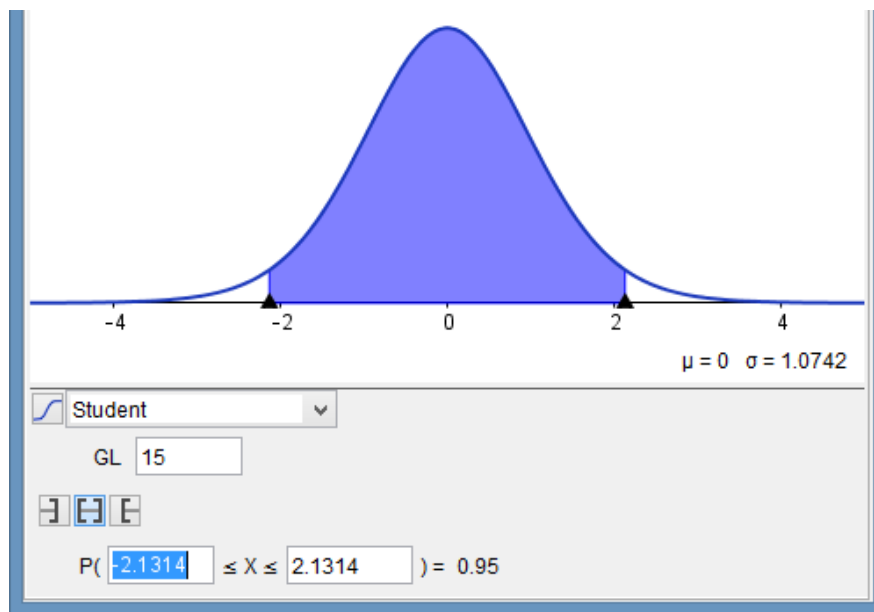 -4 -2 0 2 4
μ = 0 σ = 1.0742
Student
GL 15
P( -2.1314 ≤ X ≤ 2.1314 ) = 0.95